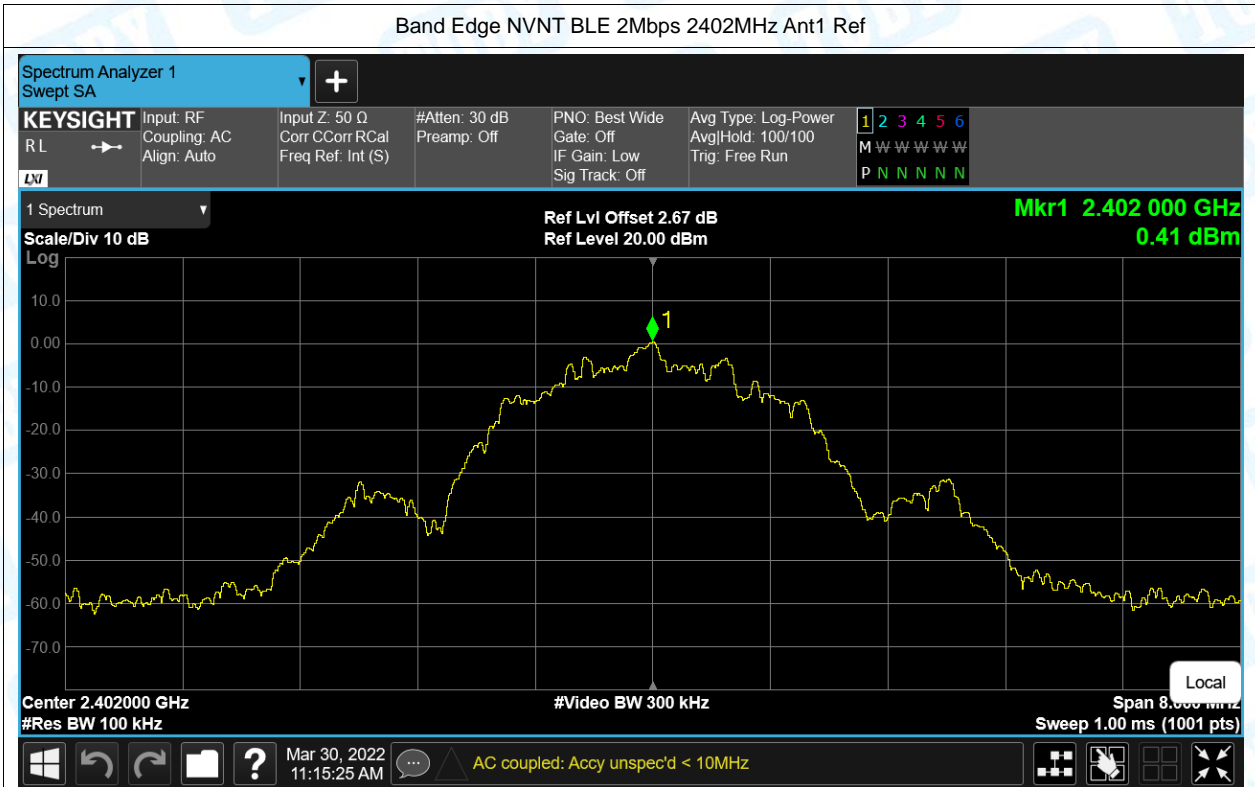 Band Edge NVNT BLE 2Mbps 2402MHz Ant1 Ref
Spectrum Analyzer 1
Swept SA
KEYSIGHT
R L
LXI
Input: RF
Coupling: AC
Align: Auto
Input Z: 50 Ω
Corr CCorr RCal
Freq Ref: Int (S)
#Atten: 30 dB
Preamp: Off
PNO: Best Wide
Gate: Off
IF Gain: Low
Sig Track: Off
Avg Type: Log-Power
Avg|Hold: 100/100
Trig: Free Run
1 2 3 4 5 6
M W W W W W
P N N N N N
1 Spectrum
Scale/Div 10 dB
Log
Ref Lvl Offset 2.67 dB
Ref Level 20.00 dBm
Mkr1 2.402 000 GHz
0.41 dBm
1
10.0
0.00
-10.0
-20.0
-30.0
-40.0
-50.0
-60.0
-70.0
Local
Center 2.402000 GHz
#Res BW 100 kHz
#Video BW 300 kHz
Span 8.000 MHz
Sweep 1.00 ms (1001 pts)
?
Mar 30, 2022
11:15:25 AM
AC coupled: Accy unspec'd < 10MHz